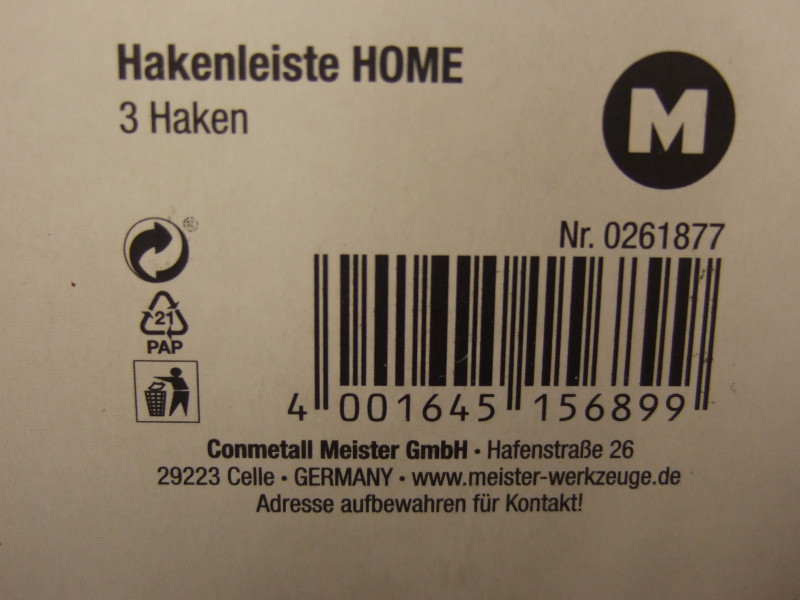 Hakenleiste HOME
3 Haken
M
Nr. 0261877
21
PAP
4 001645 156899
Conmetall Meister GmbH · Hafenstraße 26
29223 Celle · GERMANY · www.meister-werkzeuge.de
Adresse aufbewahren für Kontakt!